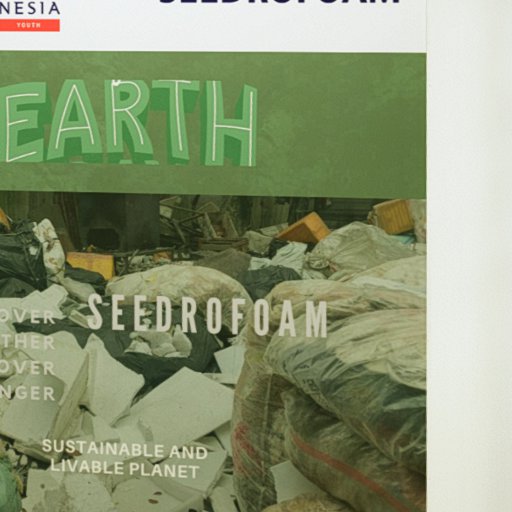 NESIA
YOUTH
SEEDROFOAM
EARTH
SEEDROFOAM
OVER
THER
OVER
NGER
SUSTAINABLE AND
LIVABLE PLANET